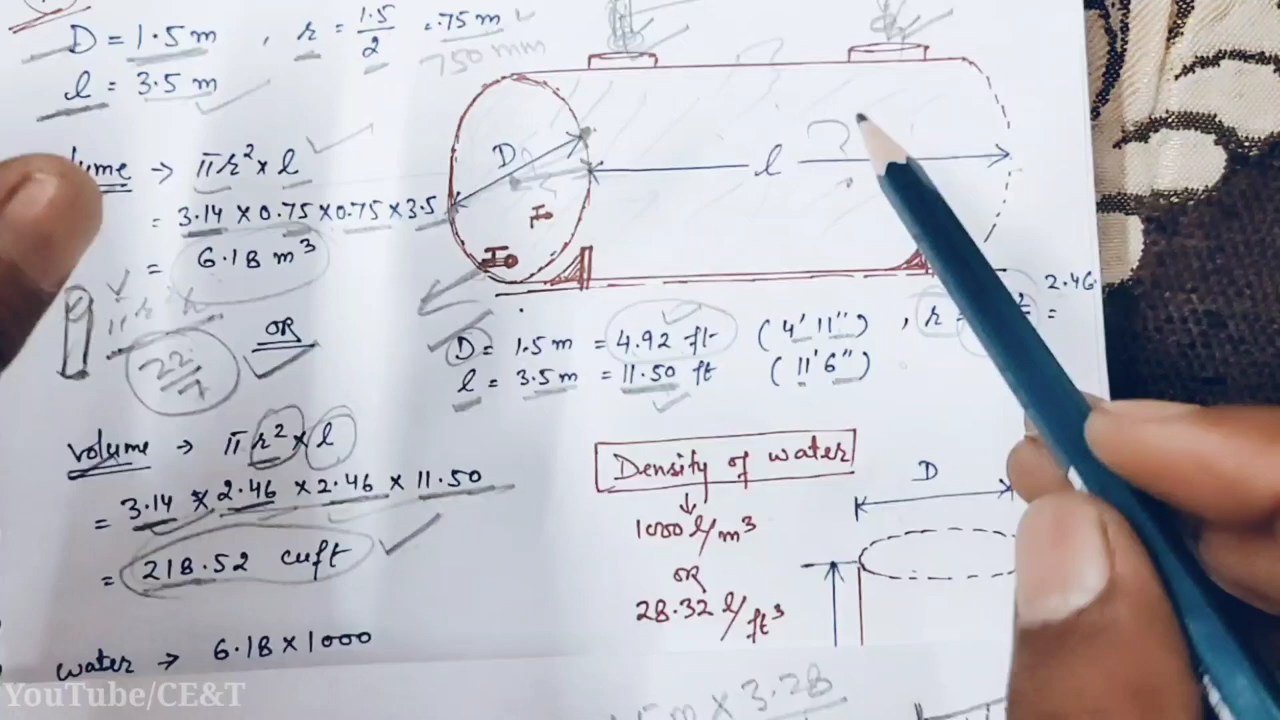 D = 1.5 m , r = 1.5/2 = .75 m
750 mm
l = 3.5 m
D
l
ume → πr² × l
= 3.14 × 0.75 × 0.75 × 3.5
= 6.18 m³
22/7
OR
D = 1.5 m = 4.92 ft (4' 11") , r = 2.46
l = 3.5 m = 11.50 ft (11' 6")
volume → πr² × l
= 3.14 × 2.46 × 2.46 × 11.50
= 218.52 cuft
Density of water
↓
1000 l/m³
OR
28.32 l/ft³
D
water → 6.18 × 1000
m × 3.28
YouTube/CE&T